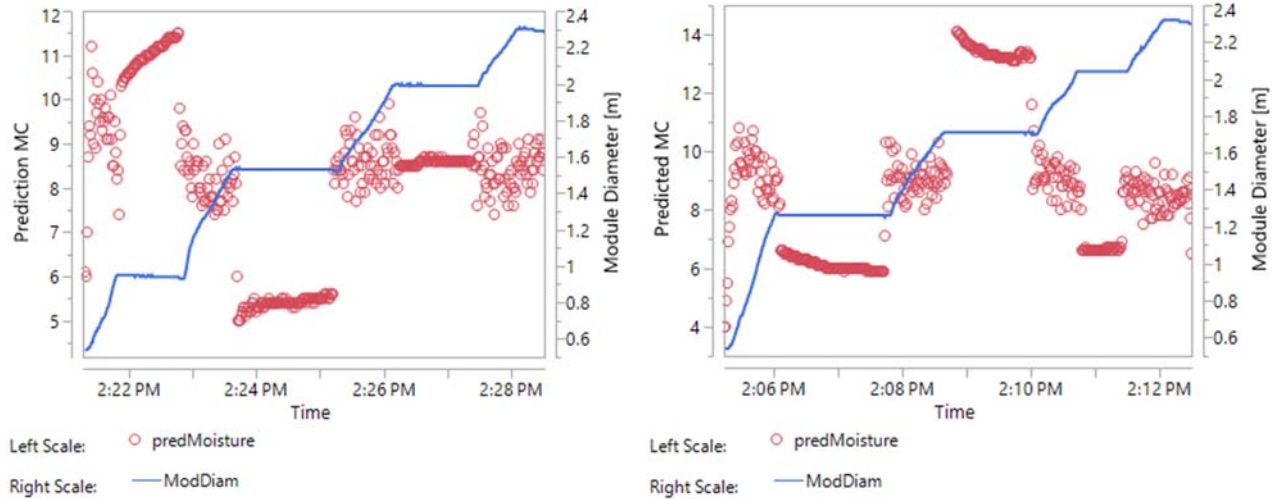 12
11
10
9
8
7
6
5
Prediction MC
2.4
2.2
2
1.8
1.6
1.4
1.2
1
0.8
0.6
Module Diameter [m]
2:22 PM 2:24 PM 2:26 PM 2:28 PM
Time
Left Scale: predMoisture
Right Scale: ModDiam
14
12
10
8
6
4
Predicted MC
2.4
2.2
2
1.8
1.6
1.4
1.2
1
0.8
0.6
Module Diameter [m]
2:06 PM 2:08 PM 2:10 PM 2:12 PM
Time
Left Scale: predMoisture
Right Scale: ModDiam